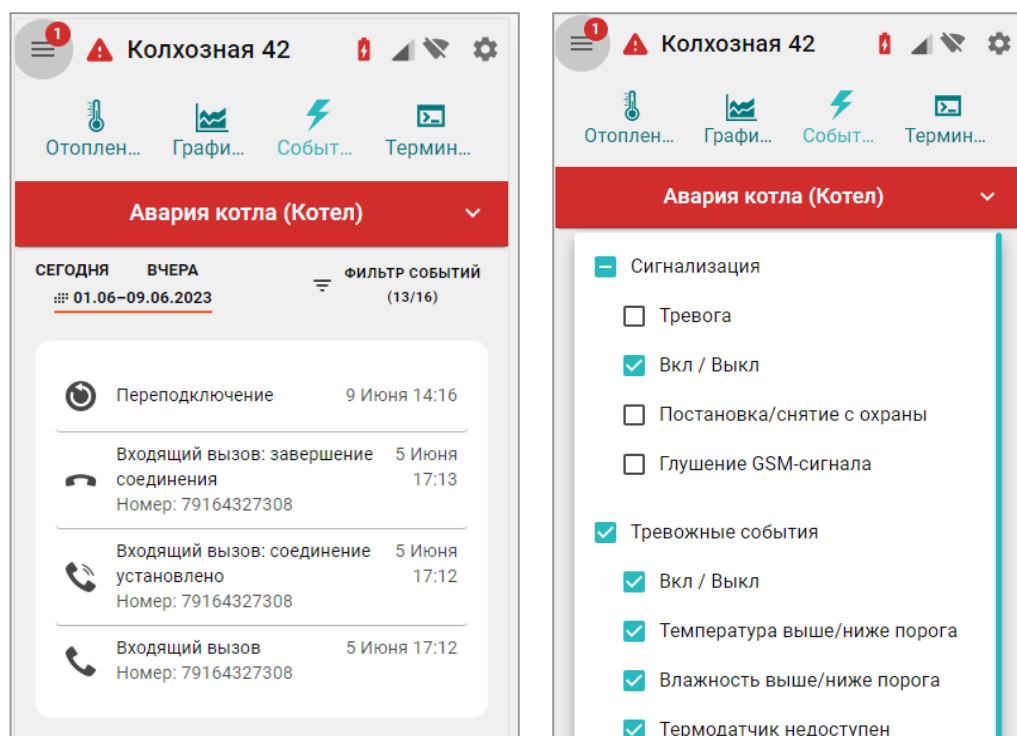 1
Колхозная 42
Отоплен... Графи... Событ... Термин...
Авария котла (Котел)
СЕГОДНЯ ВЧЕРА
01.06–09.06.2023
ФИЛЬТР СОБЫТИЙ
(13/16)
Переподключение 9 Июня 14:16
Входящий вызов: завершение 5 Июня
соединения 17:13
Номер: 79164327308
Входящий вызов: соединение 5 Июня
установлено 17:12
Номер: 79164327308
Входящий вызов 5 Июня 17:12
Номер: 79164327308
1
Колхозная 42
Отоплен... Графи... Событ... Термин...
Авария котла (Котел)
Сигнализация
Тревога
Вкл / Выкл
Постановка/снятие с охраны
Глушение GSM-сигнала
Тревожные события
Вкл / Выкл
Температура выше/ниже порога
Влажность выше/ниже порога
Термодатчик недоступен